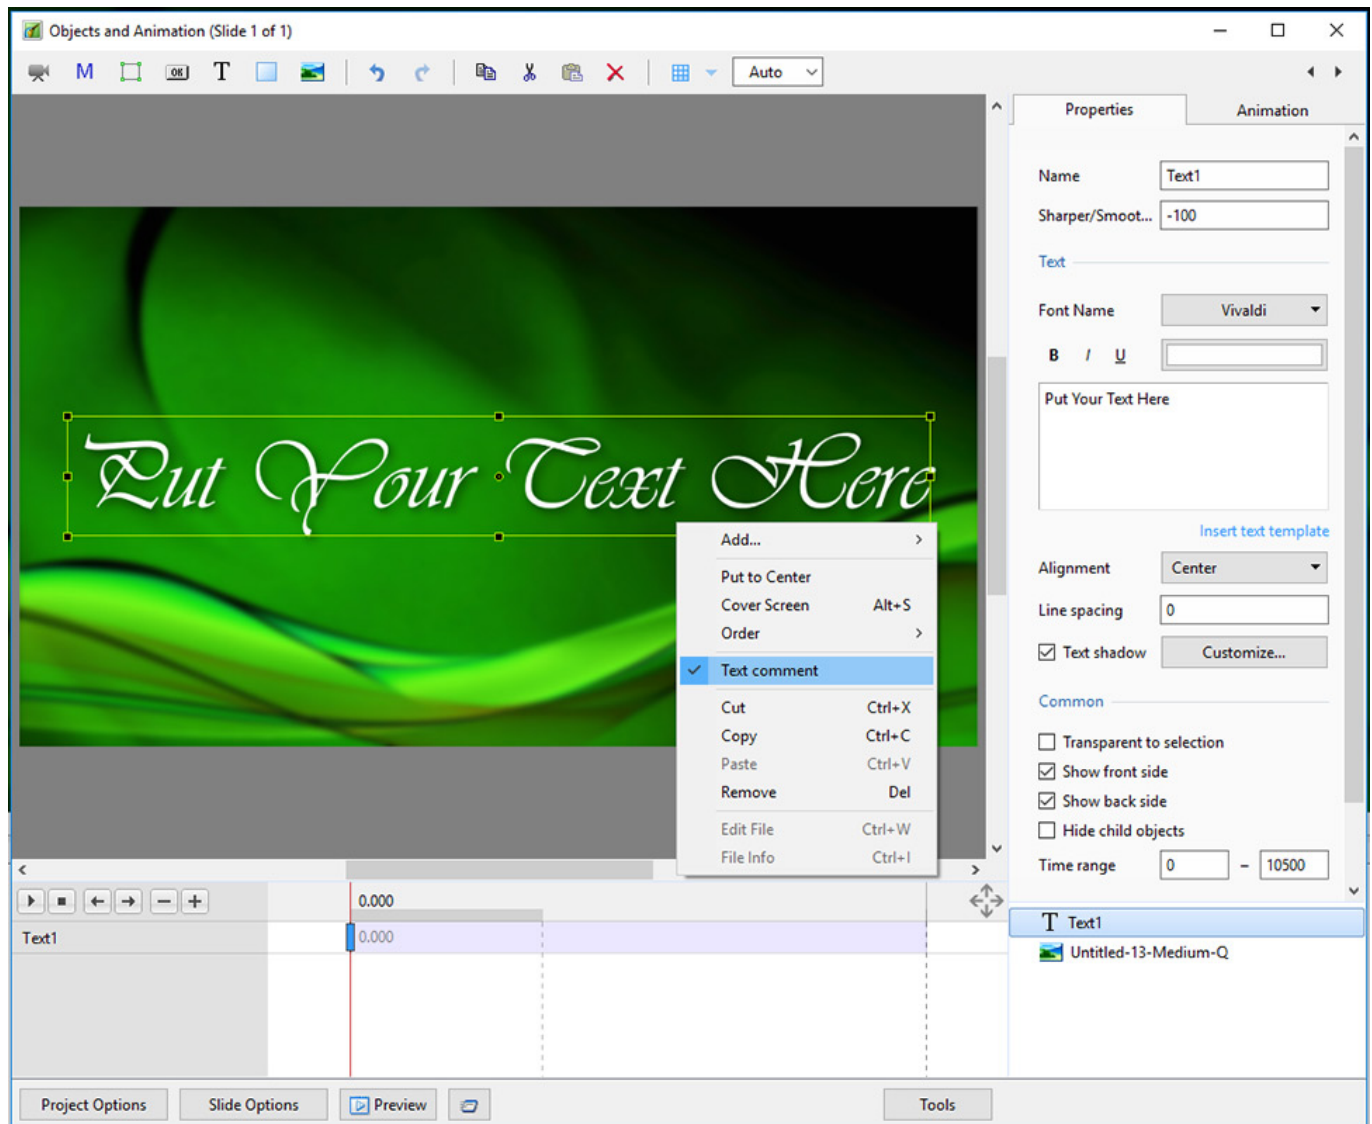 Objects and Animation (Slide 1 of 1)
M OK T Auto
Properties Animation
Name Text1
Sharper/Smoot... -100
Text
Font Name Vivaldi
B I U
Put Your Text Here
Insert text template
Alignment Center
Line spacing 0
Text shadow Customize...
Common
Transparent to selection
Show front side
Show back side
Hide child objects
Time range 0 - 10500
Put Your Text Here
Add...
Put to Center
Cover Screen Alt+S
Order
Text comment
Cut Ctrl+X
Copy Ctrl+C
Paste Ctrl+V
Remove Del
Edit File Ctrl+W
File Info Ctrl+I
0.000
Text1 0.000
T Text1
Untitled-13-Medium-Q
Project Options Slide Options Preview Tools